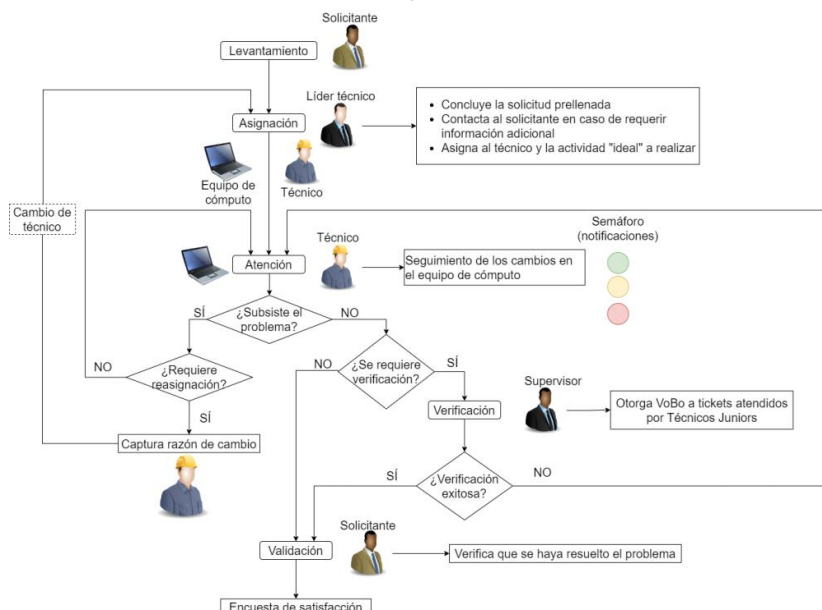 Solicitante
Levantamiento
Líder técnico
Asignación
Concluye la solicitud prellenada
Contacta al solicitante en caso de requerir
información adicional
Asigna al técnico y la actividad "ideal" a realizar
Equipo de
cómputo
Técnico
Cambio de
técnico
Semáforo
(notificaciones)
Técnico
Atención
Seguimiento de los cambios en
el equipo de cómputo
SÍ
¿Subsiste el
problema?
NO
NO
¿Requiere
reasignación?
NO
¿Se requiere
verificación?
SÍ
Supervisor
SÍ
Verificación
Otorga VoBo a tickets atendidos
por Técnicos Juniors
Captura razón de cambio
SÍ
¿Verificación
exitosa?
NO
Solicitante
Validación
Verifica que se haya resuelto el problema
Encuesta de satisfacción